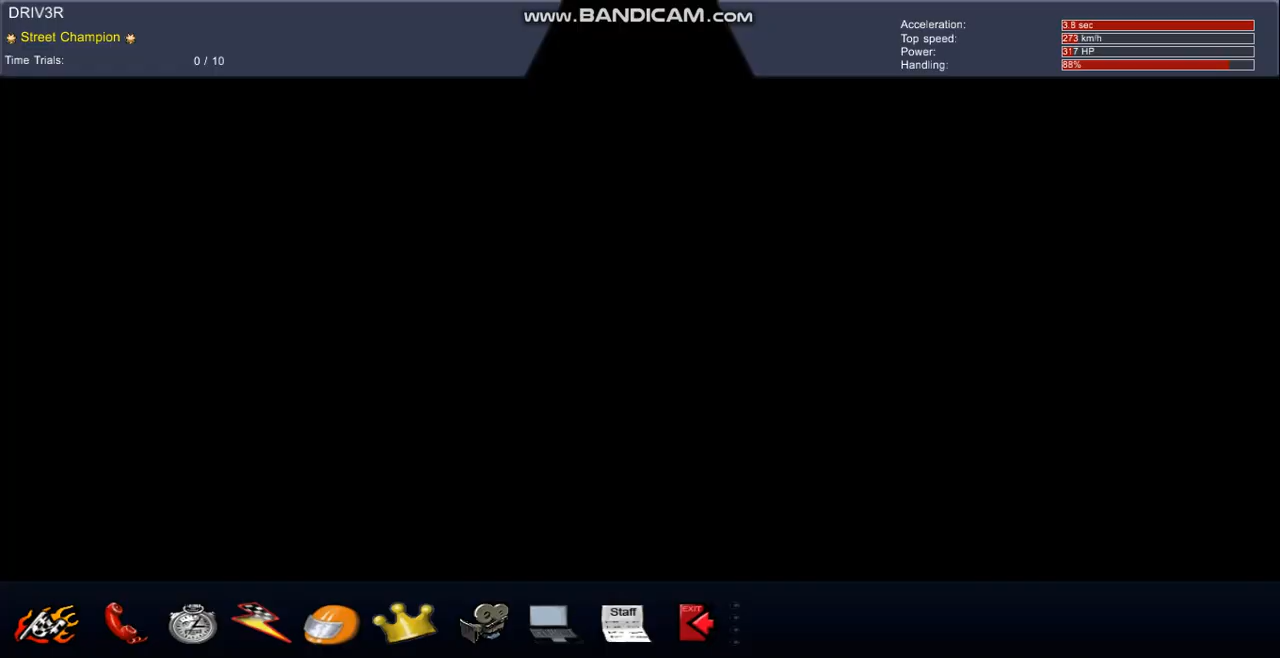 DRIV3R
www.BANDICAM.com
Street Champion
Time Trials: 0 / 10
Acceleration: 3.8 sec
Top speed: 273 km/h
Power: 317 HP
Handling: 88%
Staff
EXIT